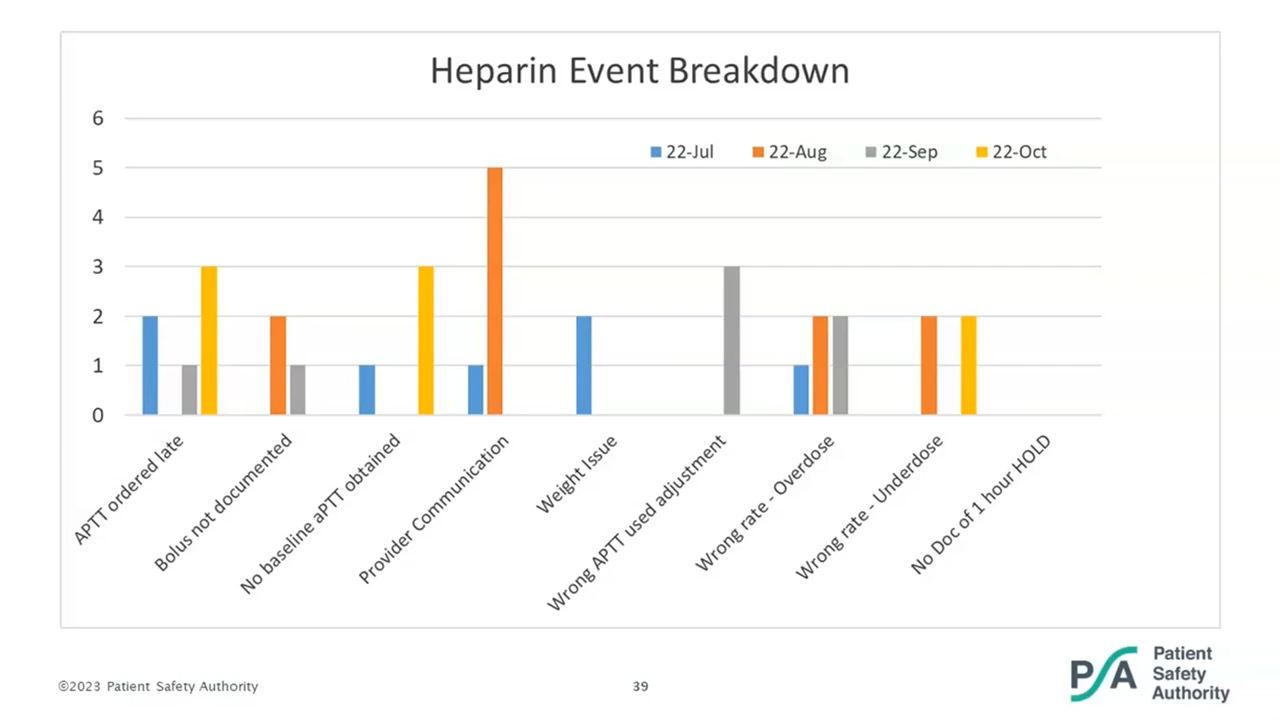 Heparin Event Breakdown
6
5
4
3
2
1
0
22-Jul 22-Aug 22-Sep 22-Oct
APTT ordered late
Bolus not documented
No baseline aPTT obtained
Provider Communication
Weight Issue
Wrong APTT used adjustment
Wrong rate - Overdose
Wrong rate - Underdose
No Doc of 1 hour HOLD
©2023 Patient Safety Authority
39
PSA
Patient
Safety
Authority